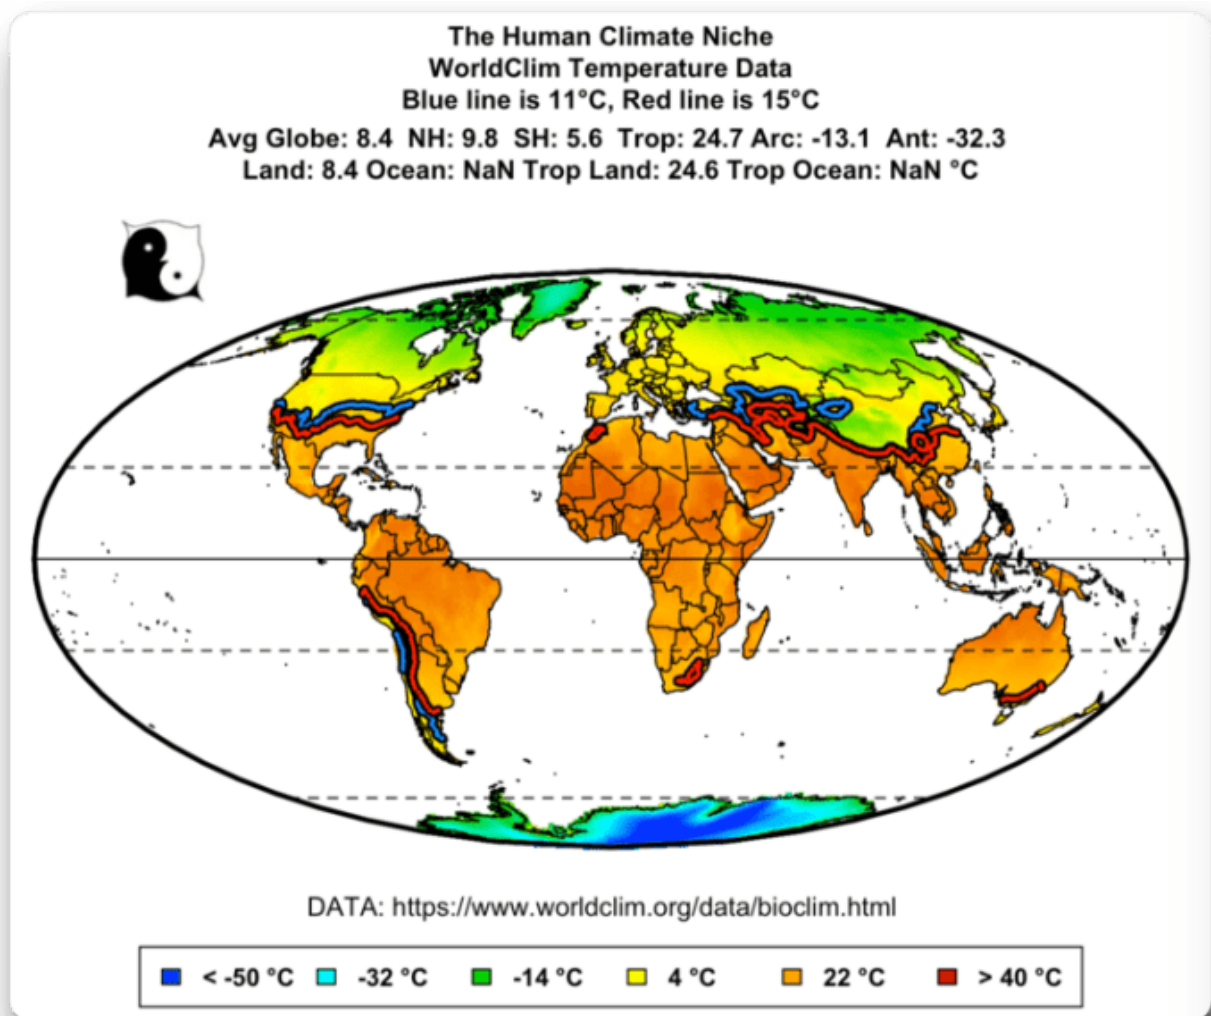 The Human Climate Niche
WorldClim Temperature Data
Blue line is 11°C, Red line is 15°C
Avg Globe: 8.4 NH: 9.8 SH: 5.6 Trop: 24.7 Arc: -13.1 Ant: -32.3
Land: 8.4 Ocean: NaN Trop Land: 24.6 Trop Ocean: NaN °C
DATA: https://www.worldclim.org/data/bioclim.html
< -50 °C -32 °C -14 °C 4 °C 22 °C > 40 °C